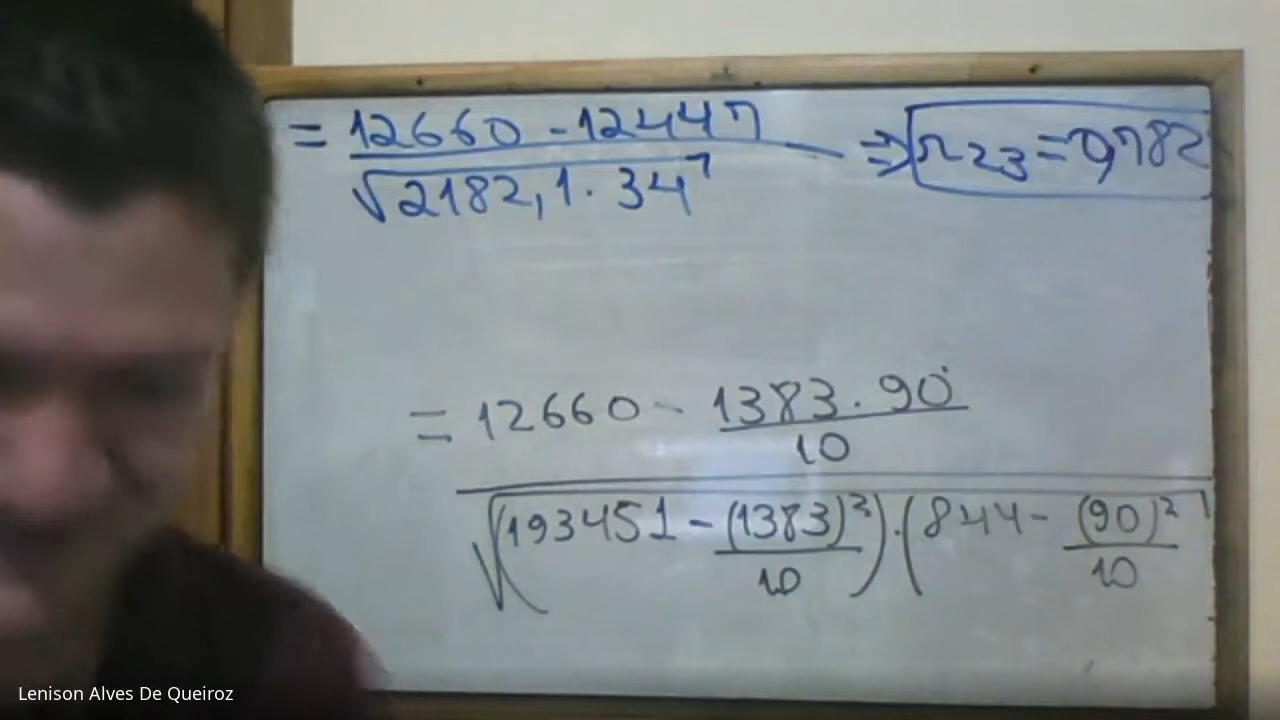 = 12660 - 12447
√2182,1 · 34
⇒ r23 = 0,782
= 12660 - 1383 · 90
10
√(193451 - (1383)² / 10) · (844 - (90)² / 10
Lenison Alves De Queiroz